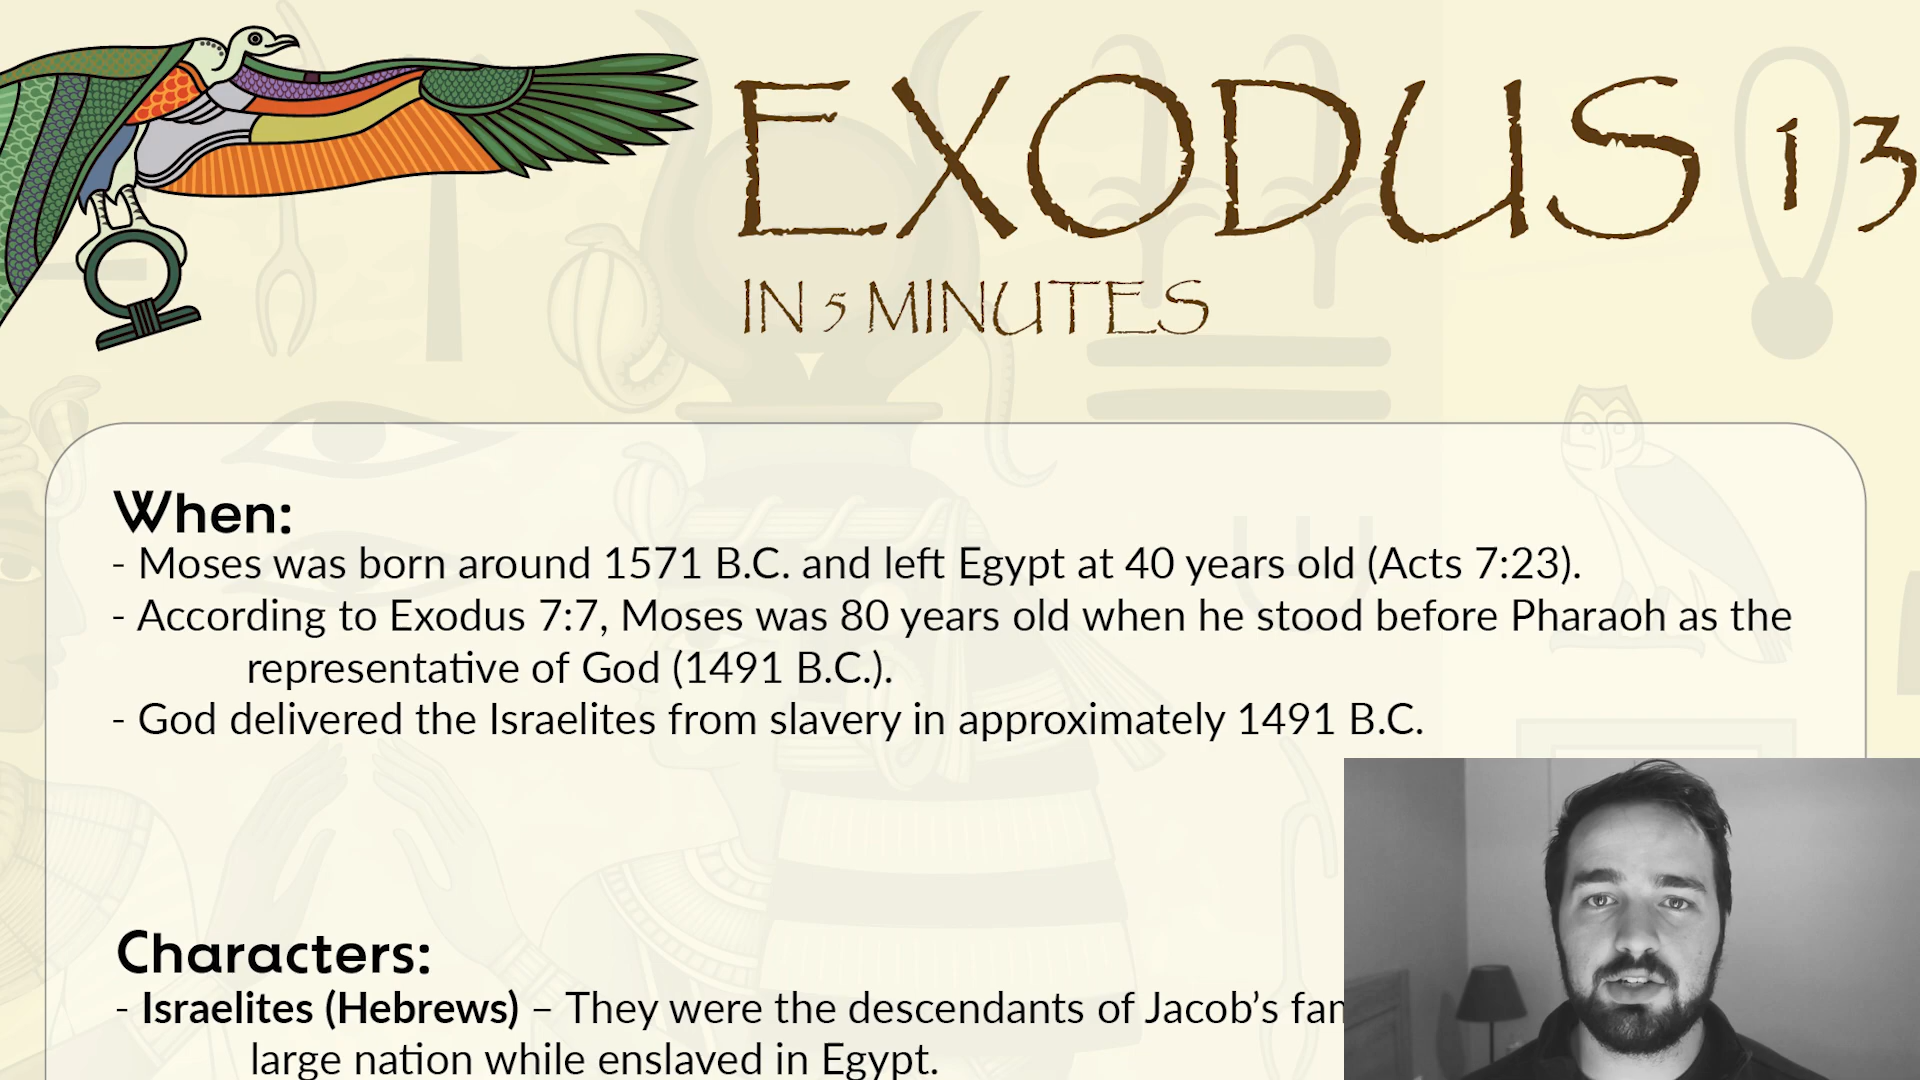 EXODUS 13
IN 5 MINUTES
When:
- Moses was born around 1571 B.C. and left Egypt at 40 years old (Acts 7:23).
- According to Exodus 7:7, Moses was 80 years old when he stood before Pharaoh as the
representative of God (1491 B.C.).
- God delivered the Israelites from slavery in approximately 1491 B.C.
Characters:
- Israelites (Hebrews) – They were the descendants of Jacob’s
large nation while enslaved in Egypt.